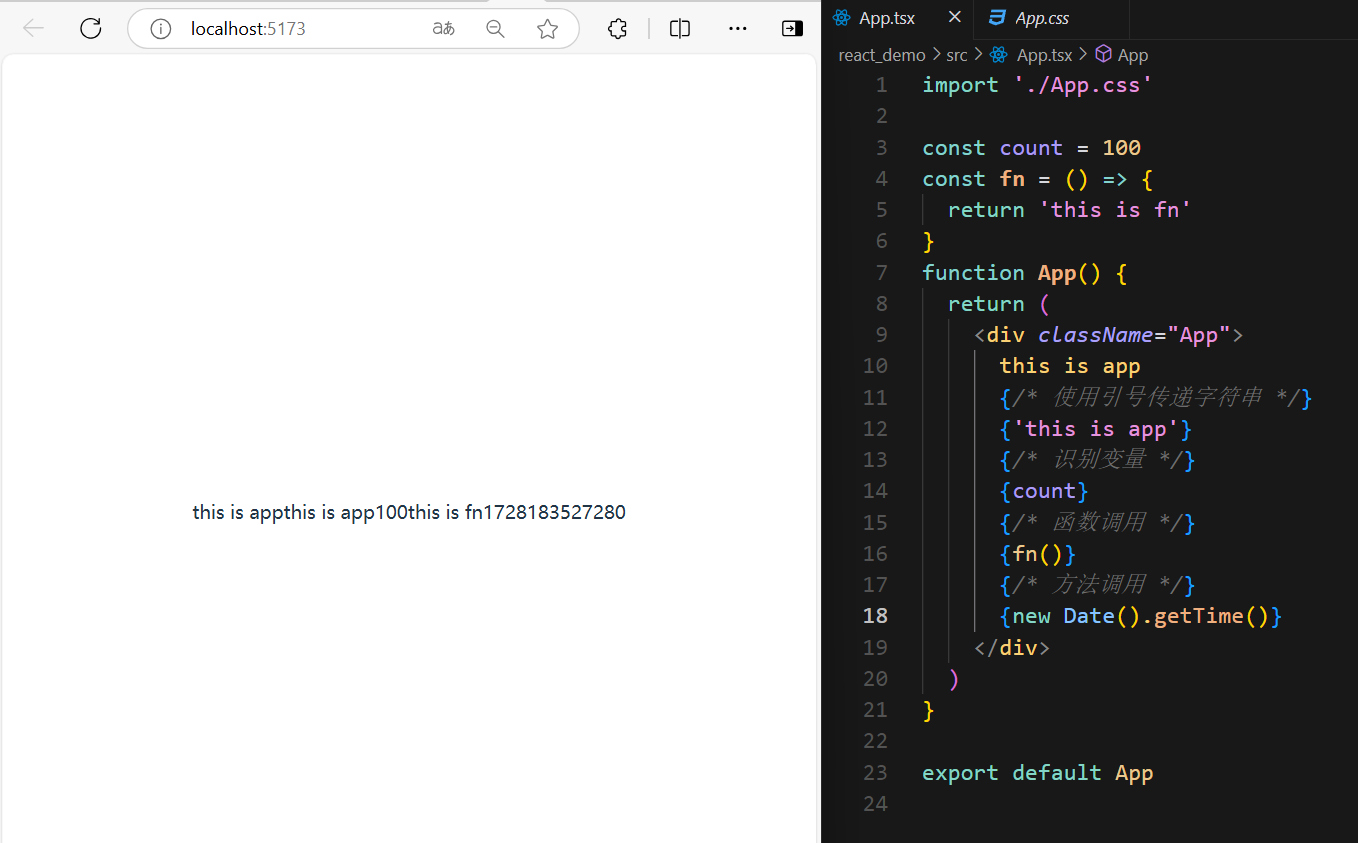 localhost:5173
aあ
this is appthis is app100this is fn1728183527280
App.tsx
App.css
react_demo > src > App.tsx > App
1 import './App.css'
2
3 const count = 100
4 const fn = () => {
5 return 'this is fn'
6 }
7 function App() {
8 return (
9 <div className="App">
10 this is app
11 {/* 使用引号传递字符串 */}
12 {'this is app'}
13 {/* 识别变量 */}
14 {count}
15 {/* 函数调用 */}
16 {fn()}
17 {/* 方法调用 */}
18 {new Date().getTime()}
19 </div>
20 )
21 }
22
23 export default App
24